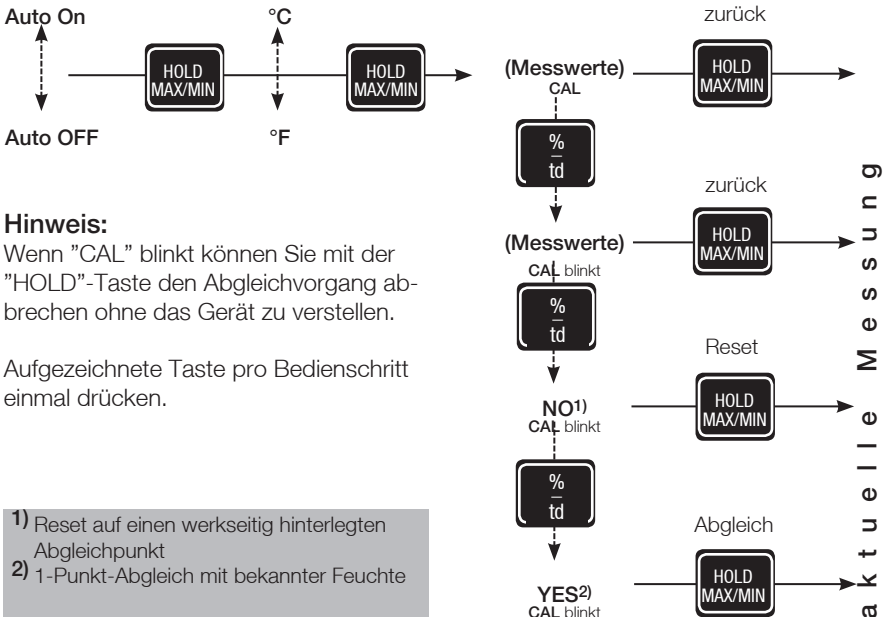 Auto On
°C
HOLD
MAX/MIN
HOLD
MAX/MIN
Auto OFF
°F
Hinweis:
Wenn ”CAL” blinkt können Sie mit der
”HOLD”-Taste den Abgleichvorgang ab-
brechen ohne das Gerät zu verstellen.
Aufgezeichnete Taste pro Bedienschritt
einmal drücken.
1) Reset auf einen werkseitig hinterlegten
Abgleichpunkt
2) 1-Punkt-Abgleich mit bekannter Feuchte
zurück
(Messwerte)
CAL
HOLD
MAX/MIN
%
td
zurück
(Messwerte)
CAL blinkt
HOLD
MAX/MIN
%
td
Reset
NO1)
CAL blinkt
HOLD
MAX/MIN
%
td
Abgleich
YES2)
CAL blinkt
HOLD
MAX/MIN
aktuelle Messung